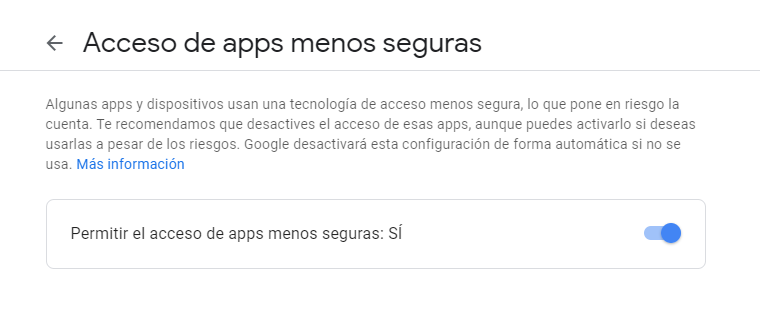 Acceso de apps menos seguras
Algunas apps y dispositivos usan una tecnología de acceso menos segura, lo que pone en riesgo la
cuenta. Te recomendamos que desactives el acceso de esas apps, aunque puedes activarlo si deseas
usarlas a pesar de los riesgos. Google desactivará esta configuración de forma automática si no se
usa. Más información
Permitir el acceso de apps menos seguras: SÍ